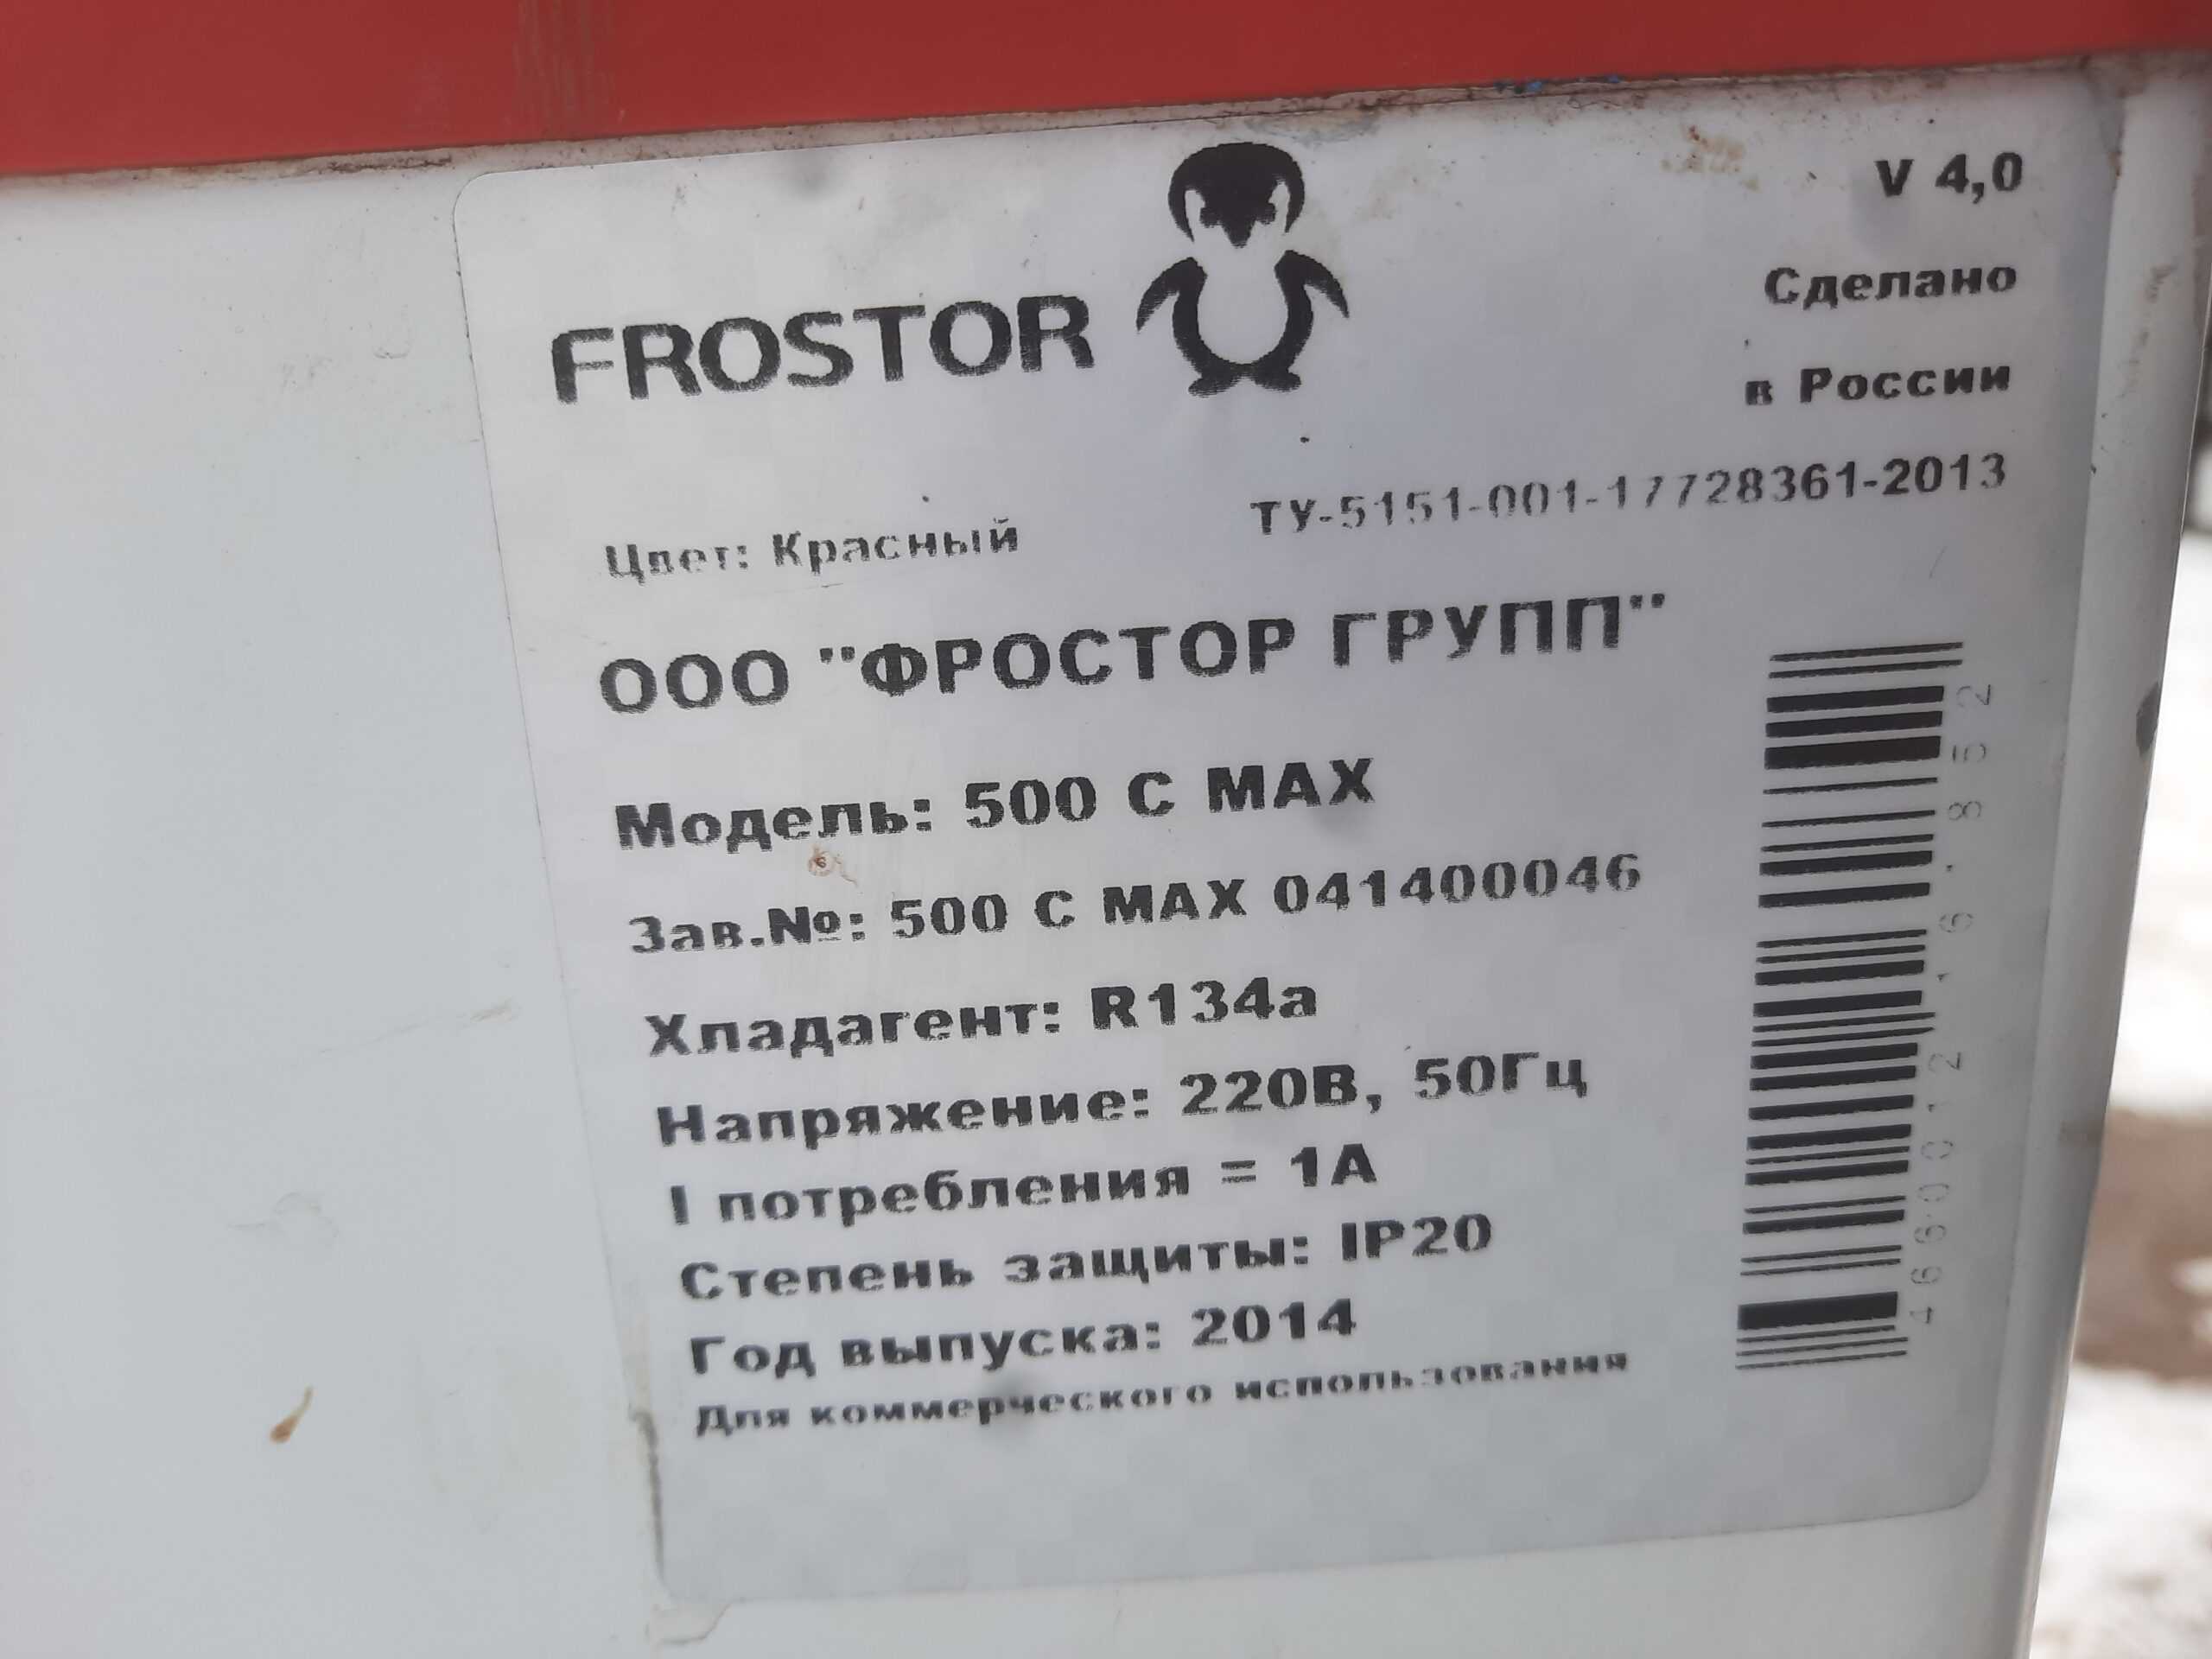 V 4,0
FROSTOR
Сделано
в России
Цвет: Красный
ТУ-5151-001-17728361-2013
ООО "ФРОСТОР ГРУПП"
Модель: 500 С MAX
Зав.№: 500 С MAX 041400046
Хладагент: R134a
Напряжение: 220В, 50Гц
I потребления = 1А
Степень защиты: IP20
Год выпуска: 2014
Для коммерческого использования
4660012161852